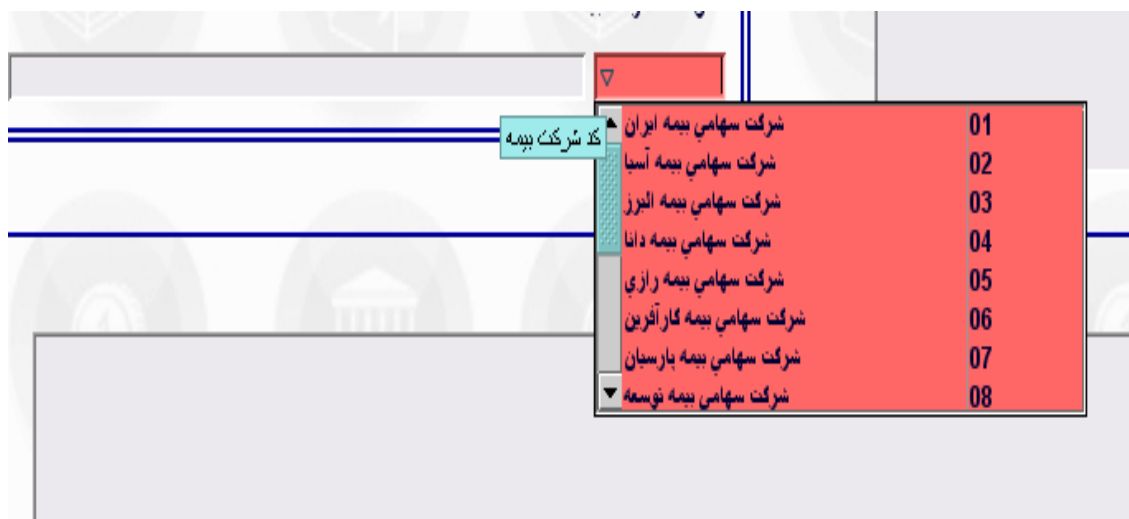 01 شرکت سهامي بيمه ايران
کد شرکت بيمه
02 شرکت سهامي بيمه آسيا
03 شرکت سهامي بيمه البرز
04 شرکت سهامي بيمه دانا
05 شرکت سهامي بيمه رازي
06 شرکت سهامي بيمه کارآفرين
07 شرکت سهامي بيمه پارسيان
08 شرکت سهامي بيمه توسعه